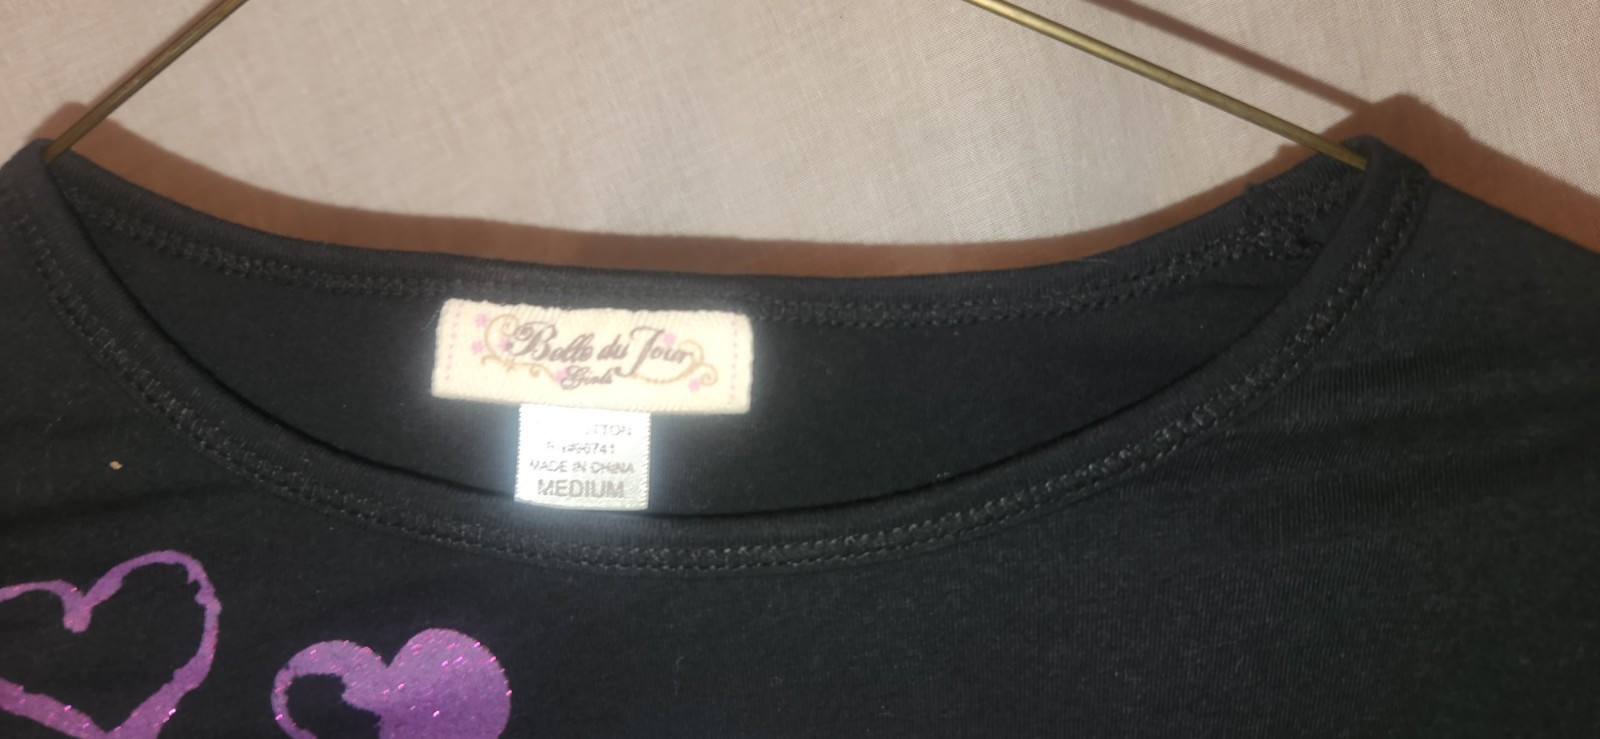 Belle du Jour
Girls
MADE IN CHINA
MEDIUM